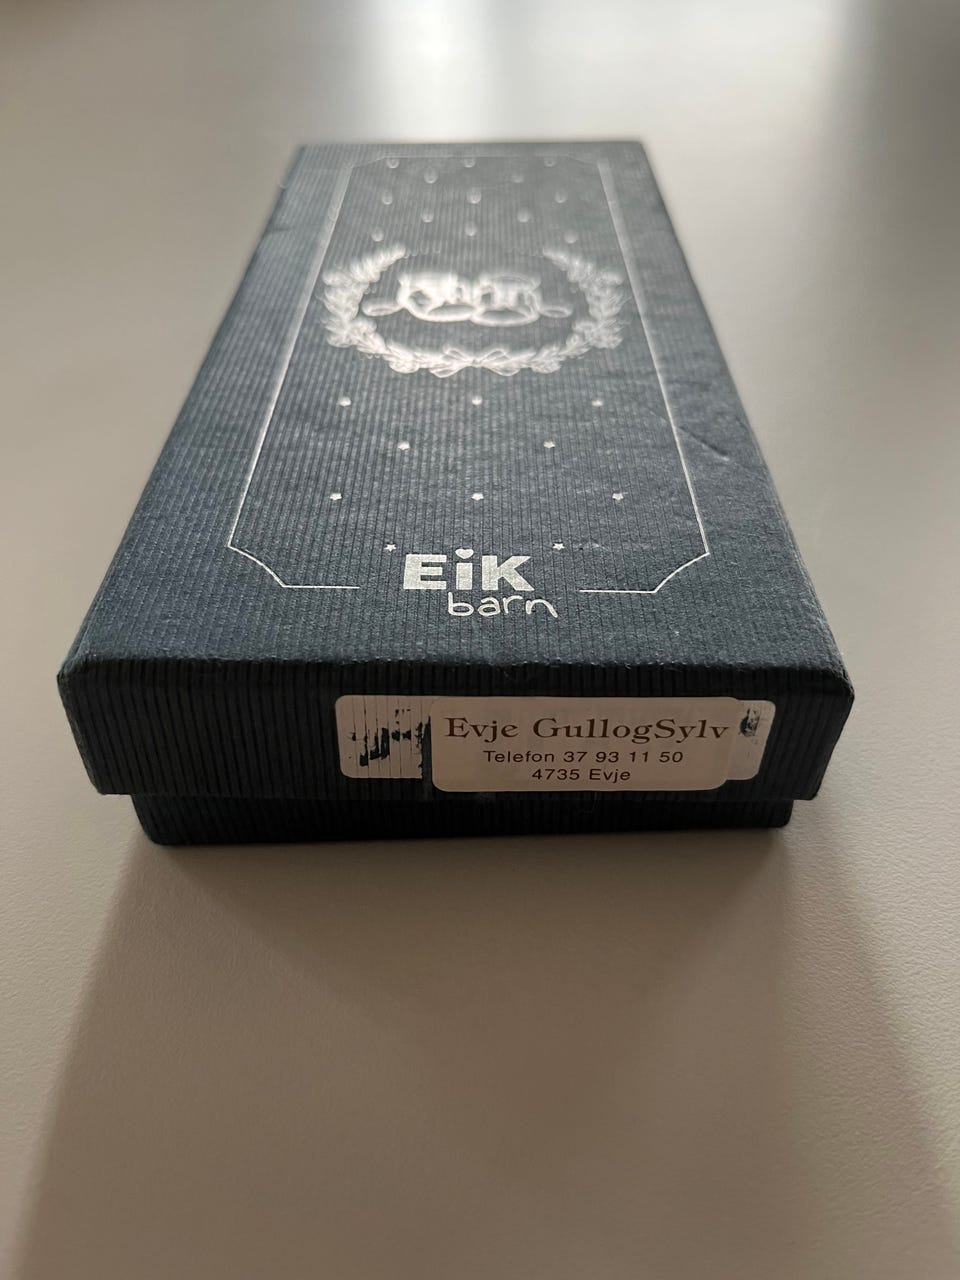 EiK
barn
Evje GullogSylv
Telefon 37 93 11 50
4735 Evje